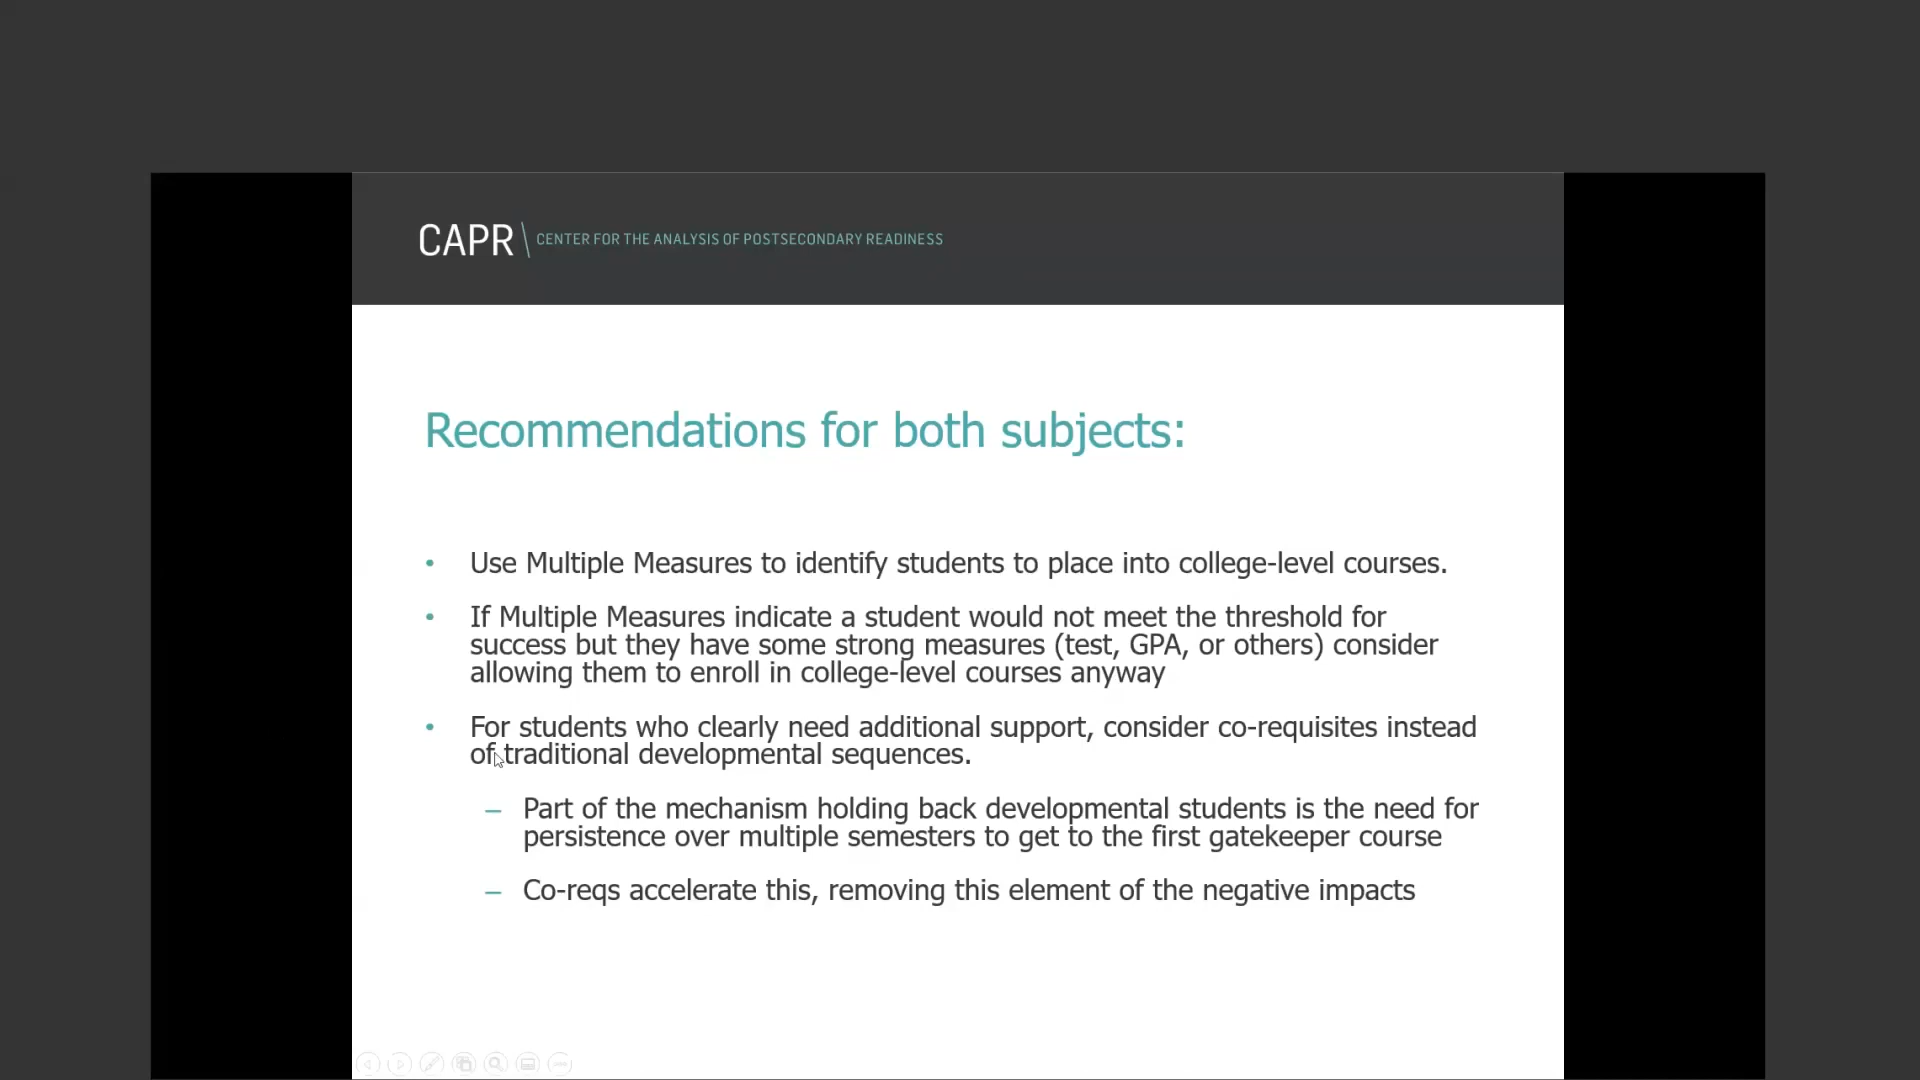 CAPR
CENTER FOR THE ANALYSIS OF POSTSECONDARY READINESS
Recommendations for both subjects:
• Use Multiple Measures to identify students to place into college-level courses.
• If Multiple Measures indicate a student would not meet the threshold for
success but they have some strong measures (test, GPA, or others) consider
allowing them to enroll in college-level courses anyway
• For students who clearly need additional support, consider co-requisites instead
of traditional developmental sequences.
– Part of the mechanism holding back developmental students is the need for
persistence over multiple semesters to get to the first gatekeeper course
– Co-reqs accelerate this, removing this element of the negative impacts